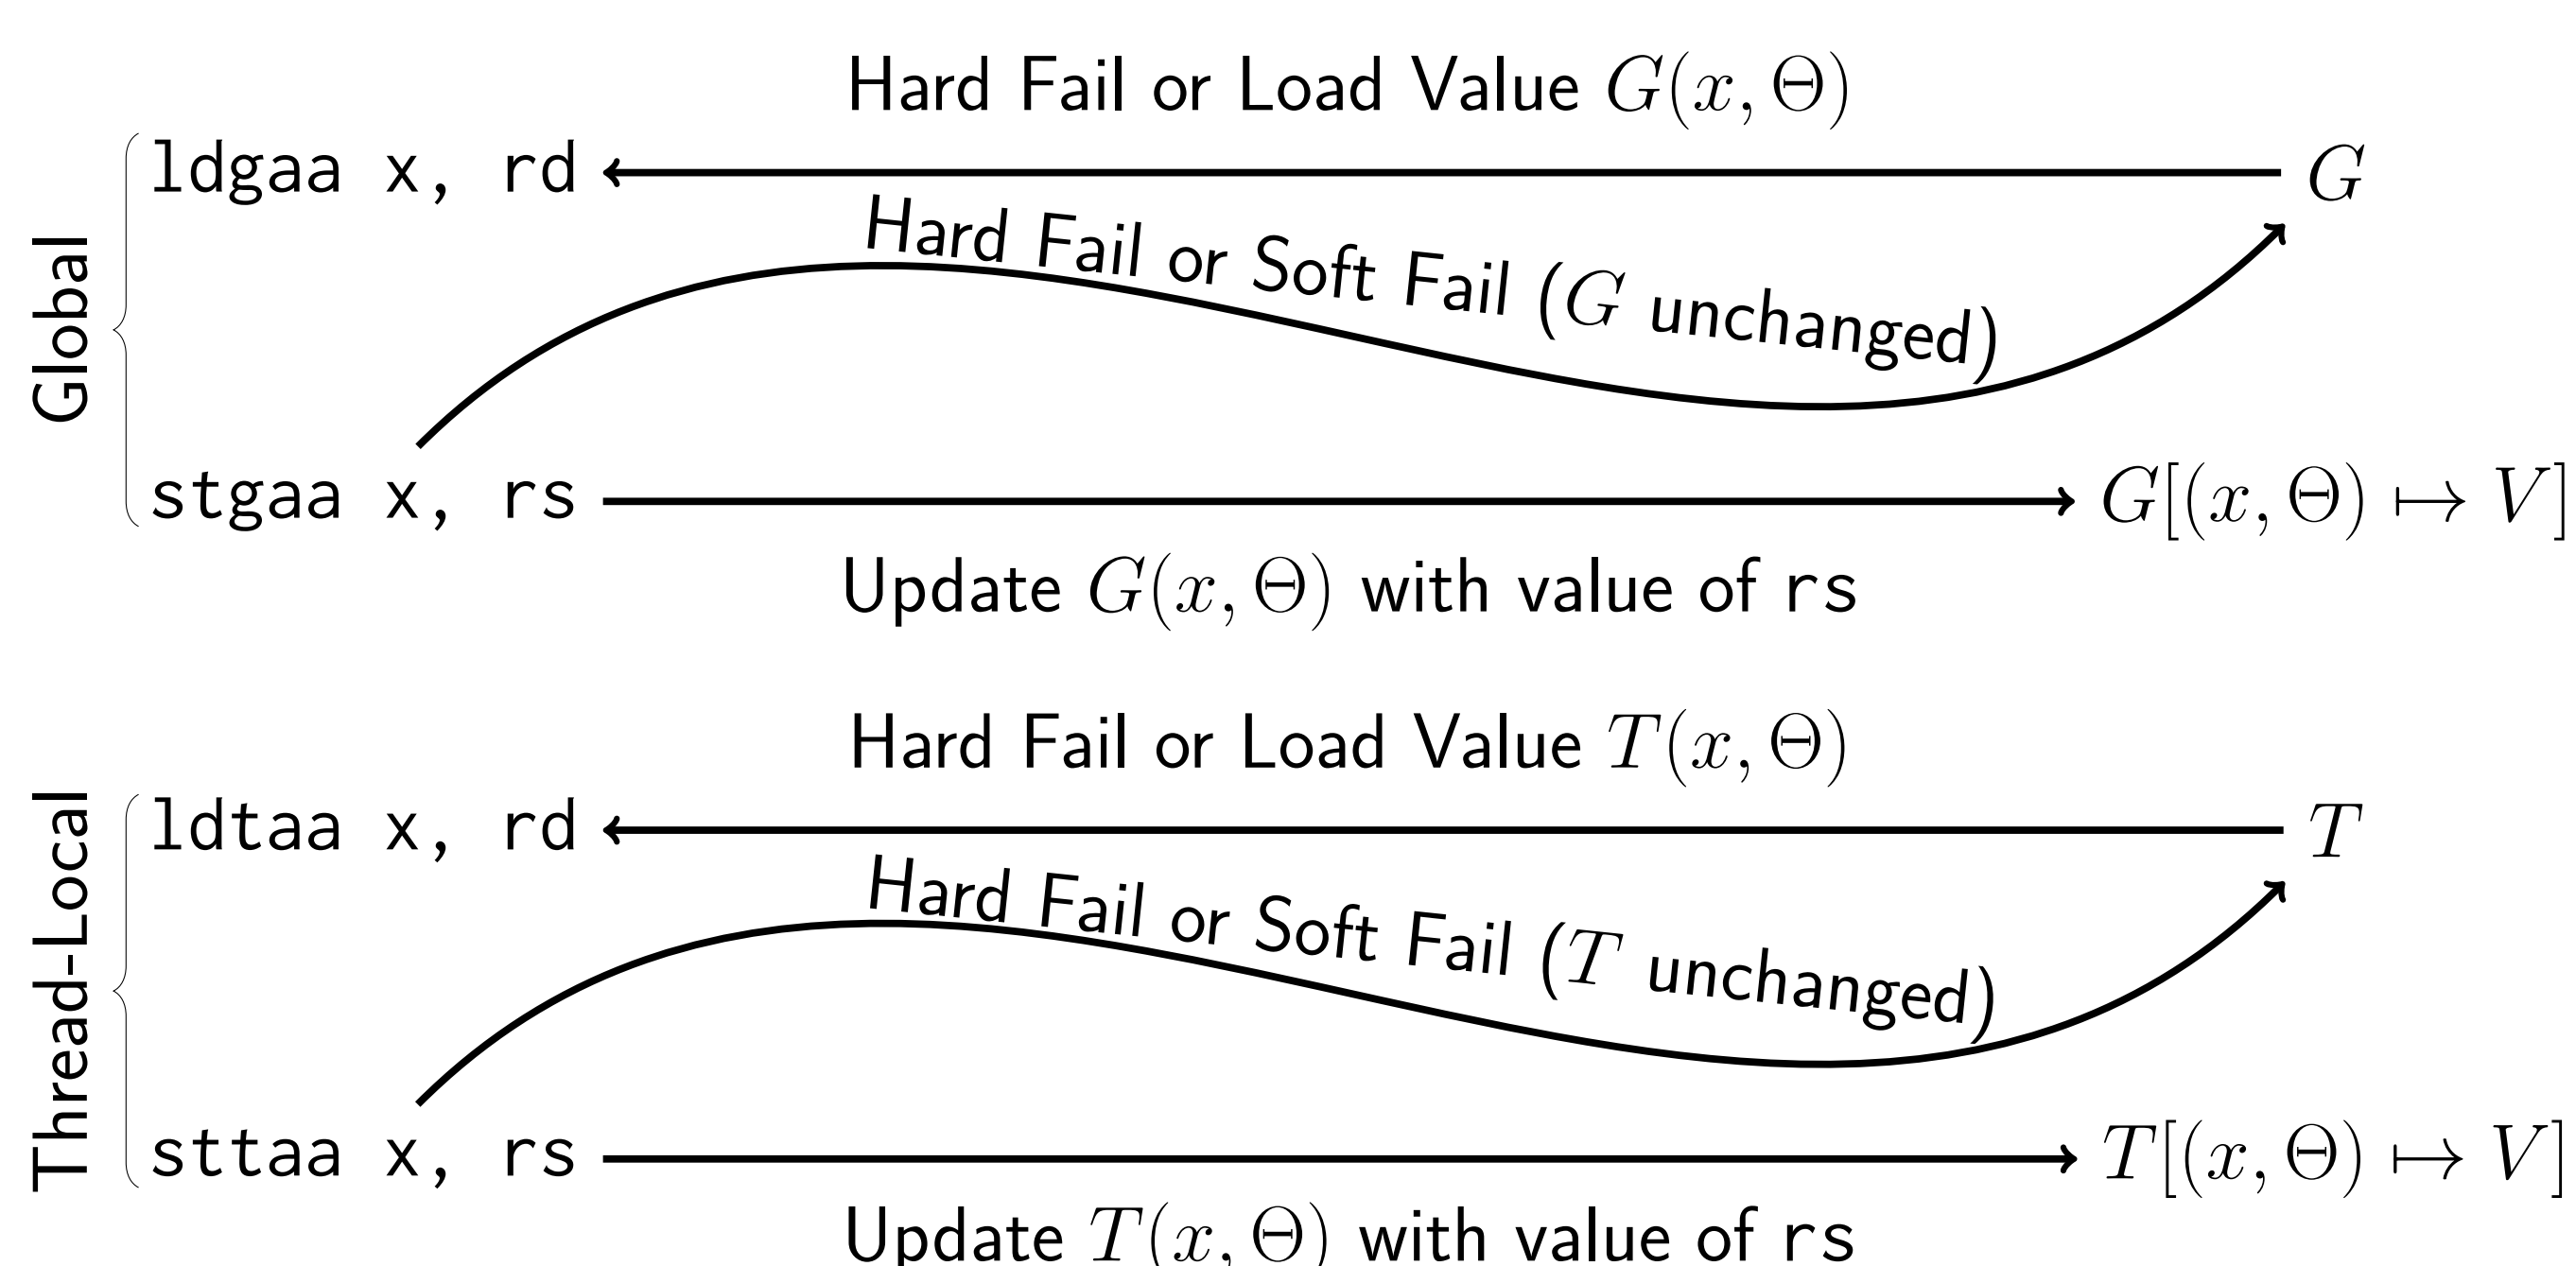 Hard Fail or Load Value G(x, Θ)
Global
ldgaa x, rd
G
Hard Fail or Soft Fail (G unchanged)
stgaa x, rs
G[(x, Θ) ↦ V]
Update G(x, Θ) with value of rs
Hard Fail or Load Value T(x, Θ)
Thread-Local
ldtaa x, rd
T
Hard Fail or Soft Fail (T unchanged)
sttaa x, rs
T[(x, Θ) ↦ V]
Update T(x, Θ) with value of rs